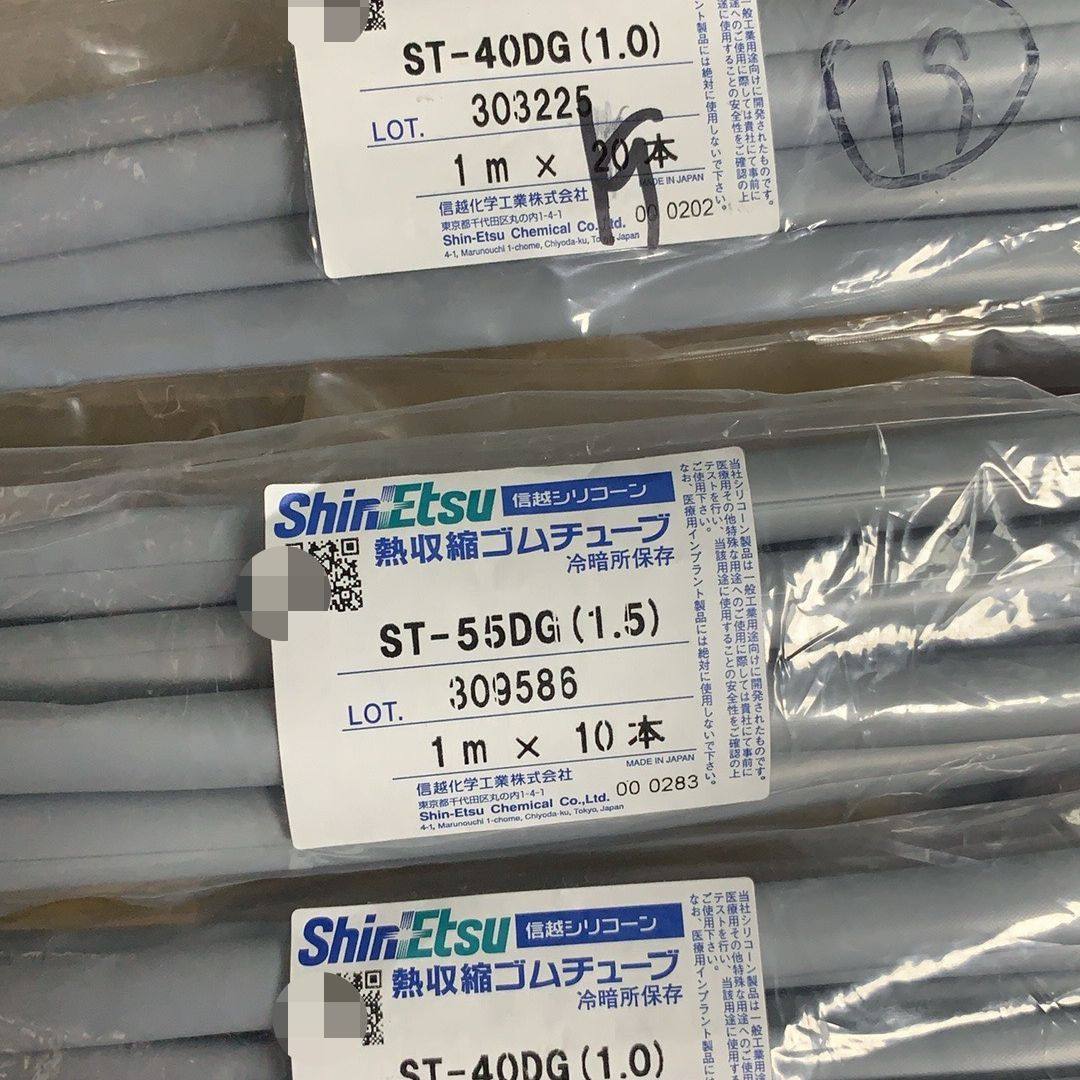 ST-40DG(1.0)
LOT. 303225
1m × 20本
MADE IN JAPAN
信越化学工業株式会社
東京都千代田区丸の内1-4-1
Shin-Etsu Chemical Co.,Ltd.
4-1, Marunouchi 1-chome, Chiyoda-ku, Tokyo, Japan
00 0202
15
ShinEtsu 信越シリコーン
熱収縮ゴムチューブ
冷暗所保存
ST-55DG(1.5)
LOT. 309586
1m × 10本
MADE IN JAPAN
信越化学工業株式会社
東京都千代田区丸の内1-4-1
Shin-Etsu Chemical Co.,Ltd.
4-1, Marunouchi 1-chome, Chiyoda-ku, Tokyo, Japan
00 0283
当社シリコーン製品は一般工業用途向けに開発されたものです。
医療用その他特殊な用途へのご使用に際しては貴社にて事前に
テストを行い、当該用途に使用することの安全性をご確認の上
ご使用下さい。
なお、医療用インプラント製品には絶対に使用しないで下さい。
ShinEtsu 信越シリコーン
熱収縮ゴムチューブ
冷暗所保存
ST-40DG(1.0)